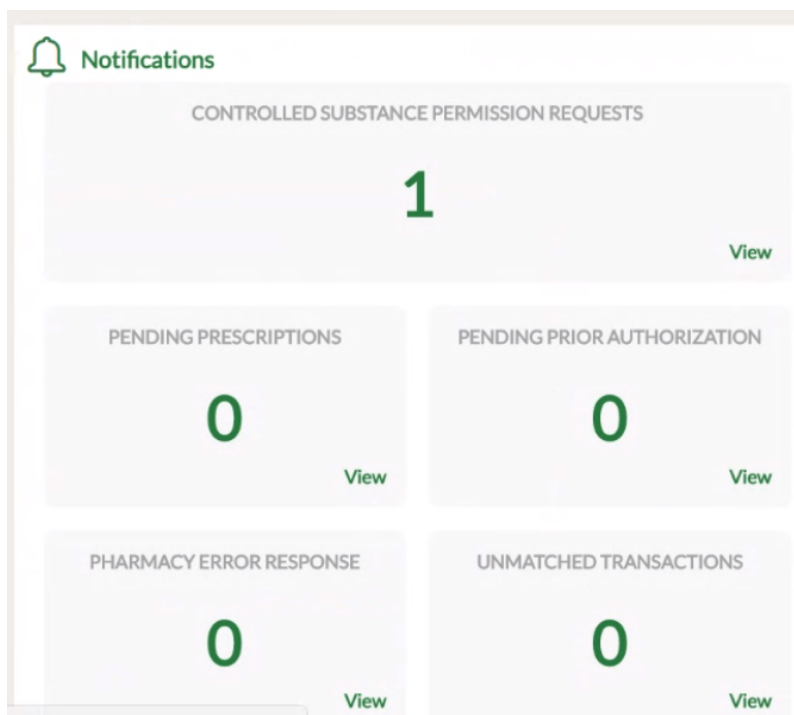 Notifications
CONTROLLED SUBSTANCE PERMISSION REQUESTS
1
View
PENDING PRESCRIPTIONS
0
View
PENDING PRIOR AUTHORIZATION
0
View
PHARMACY ERROR RESPONSE
0
View
UNMATCHED TRANSACTIONS
0
View